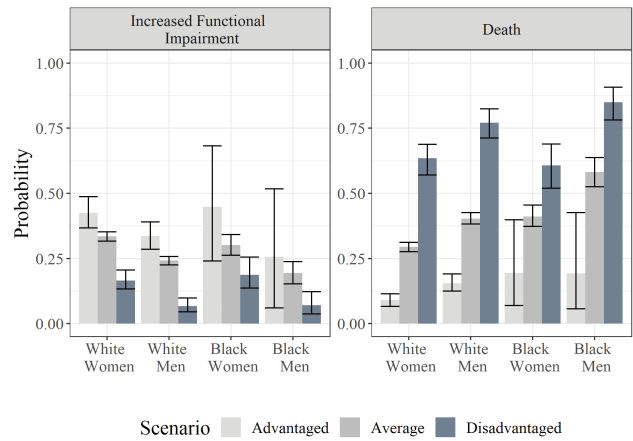 Increased Functional
Impairment
Death
Probability
1.00
0.75
0.50
0.25
0.00
1.00
0.75
0.50
0.25
0.00
White
Women
White
Men
Black
Women
Black
Men
White
Women
White
Men
Black
Women
Black
Men
Scenario
Advantaged
Average
Disadvantaged